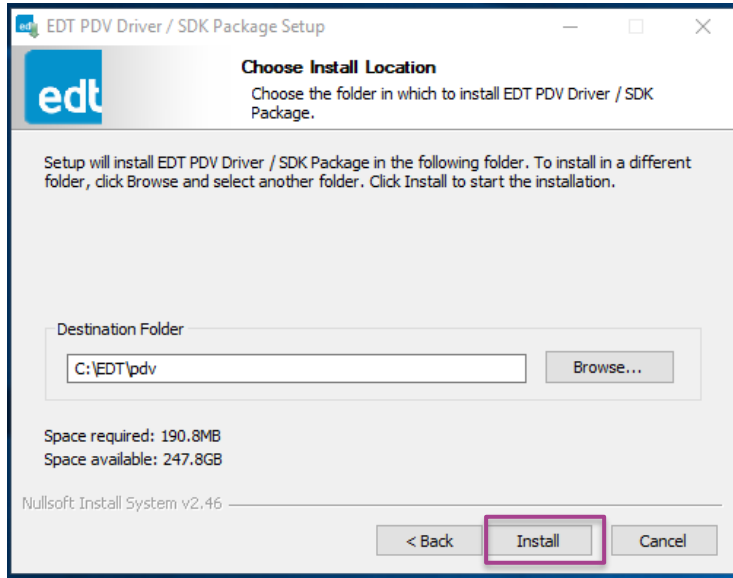 EDT PDV Driver / SDK Package Setup
edt
Choose Install Location
Choose the folder in which to install EDT PDV Driver / SDK
Package.
Setup will install EDT PDV Driver / SDK Package in the following folder. To install in a different
folder, click Browse and select another folder. Click Install to start the installation.
Destination Folder
C:\EDT\pdv
Browse...
Space required: 190.8MB
Space available: 247.8GB
Nullsoft Install System v2.46
< Back Install Cancel